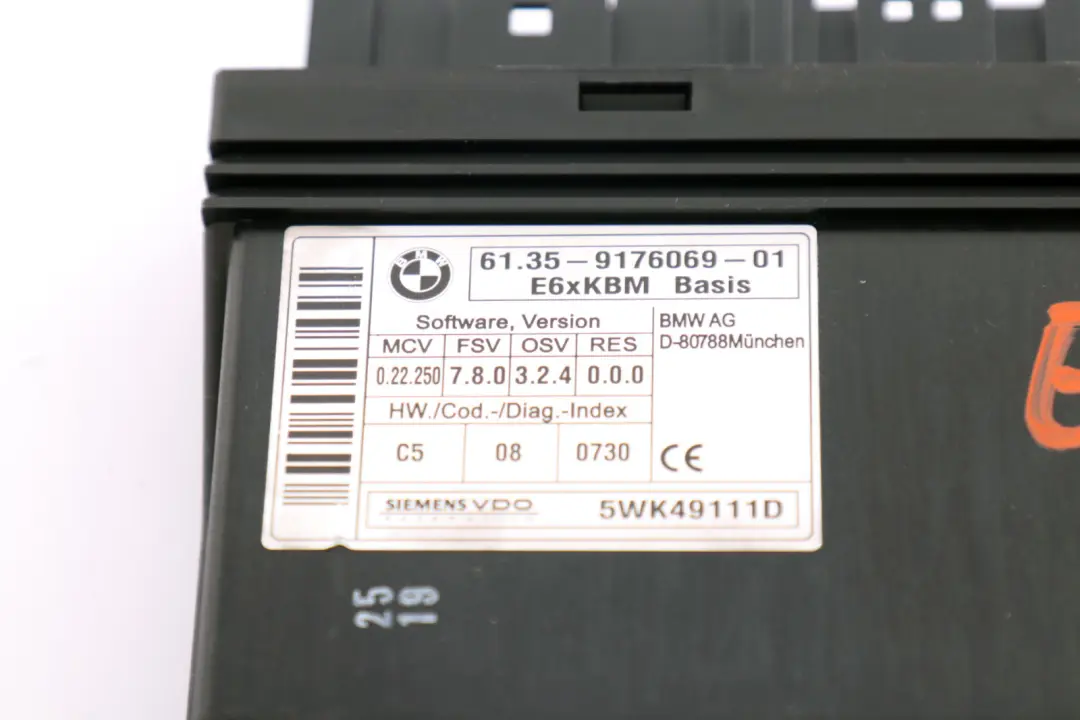 BMW
61.35-9176069-01
E6xKBM Basis
Software, Version
MCV FSV OSV RES
0.22.250 7.8.0 3.2.4 0.0.0
HW./Cod.-/Diag.-Index
C5 08 0730
BMW AG
D-80788München
CE
SIEMENS VDO
5WK49111D
25
19